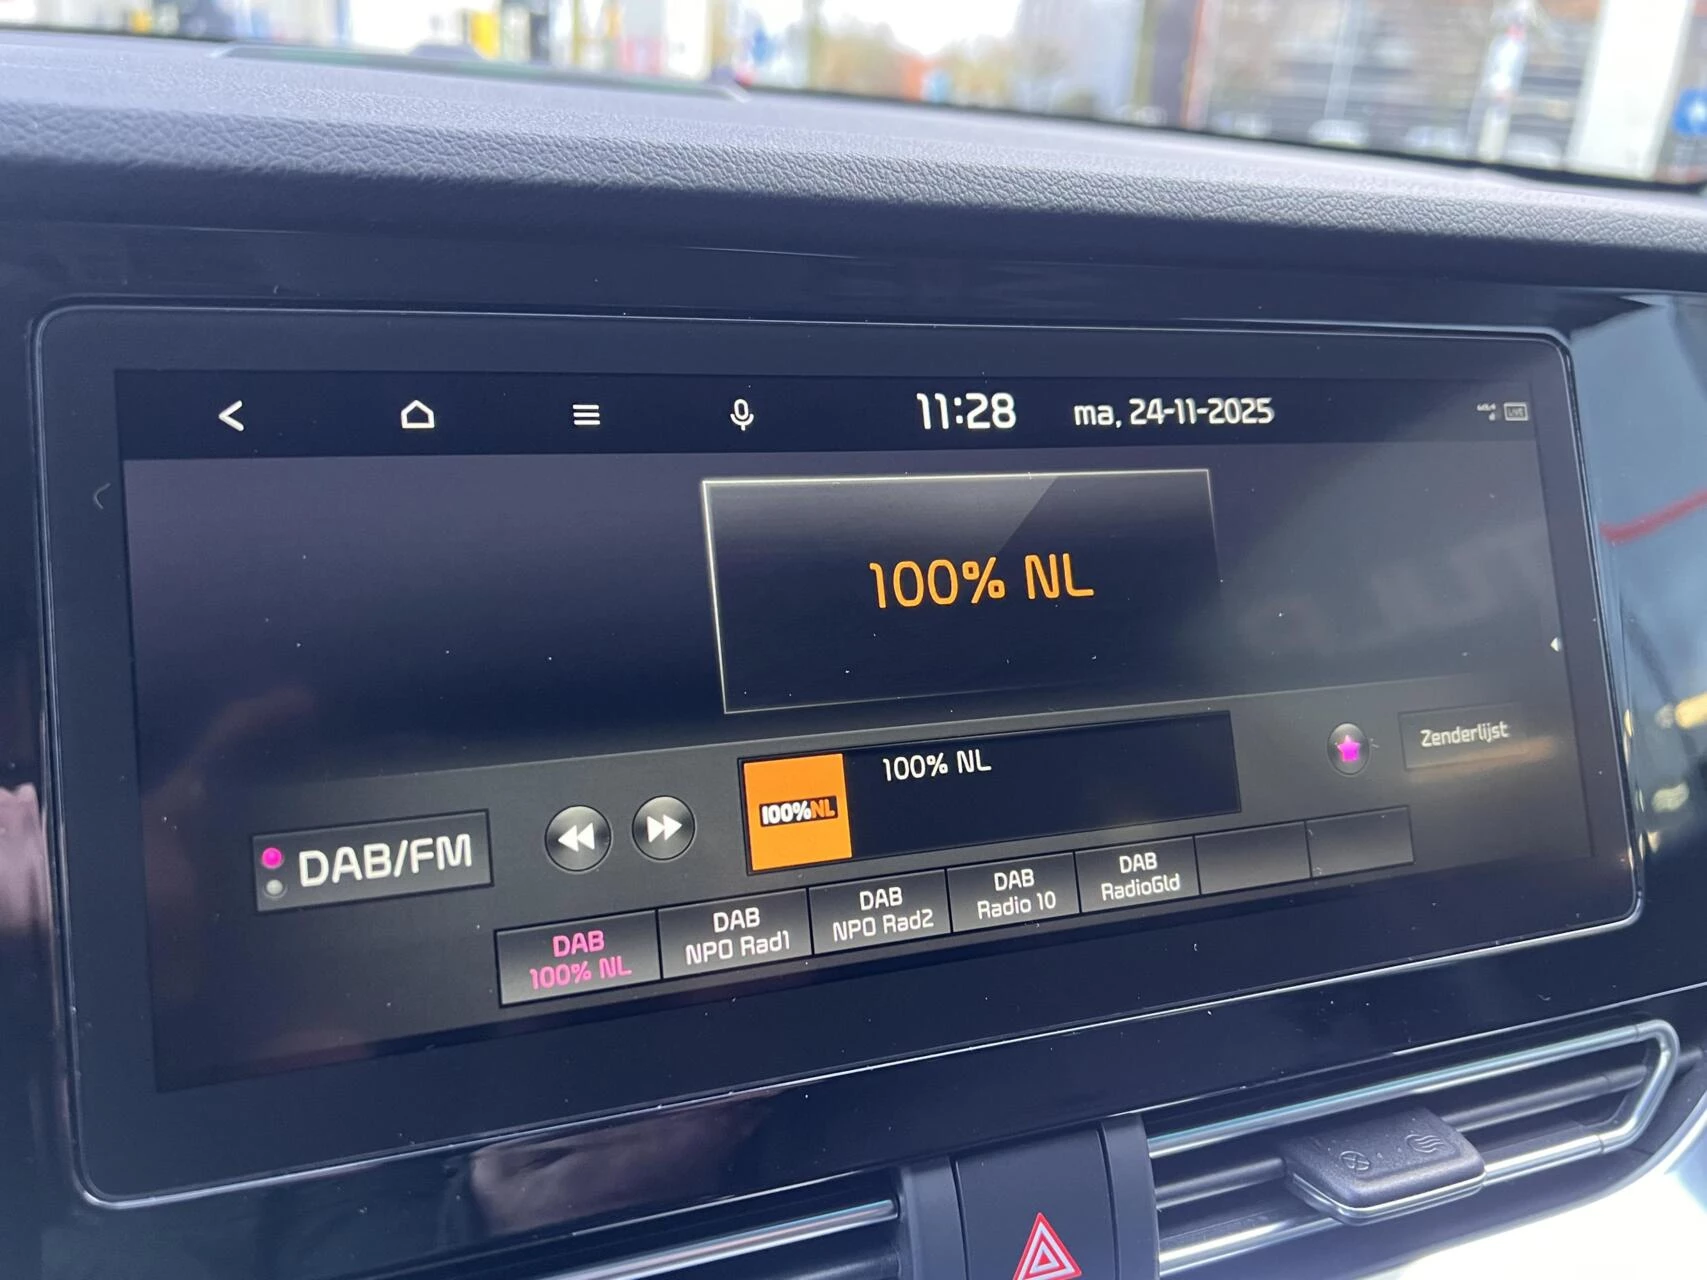 11:28 ma, 24-11-2025
100% NL
100% NL
Zenderlijst
100%NL
DAB/FM
DAB
100% NL
DAB
NPO Rad1
DAB
NPO Rad2
DAB
Radio 10
DAB
RadioGld